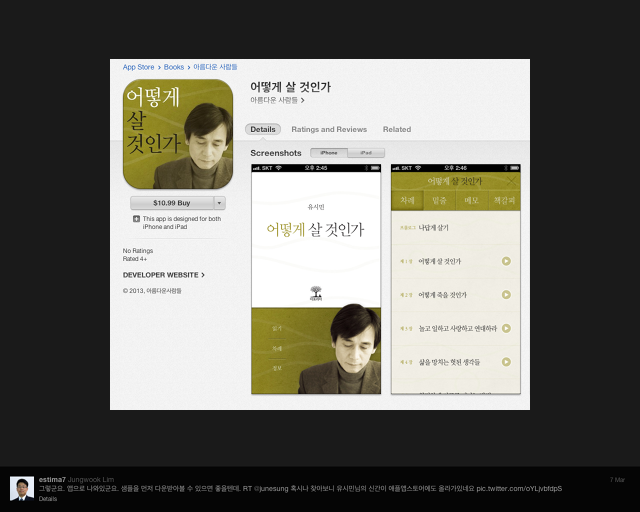 App Store › Books › 아름다운 사람들
어떻게
살
것인가
어떻게 살 것인가
아름다운 사람들 >
Details
Ratings and Reviews
Related
Screenshots
iPhone
iPad
$10.99 Buy
This app is designed for both
iPhone and iPad
No Ratings
Rated 4+
DEVELOPER WEBSITE >
© 2013, 아름다운사람들
SKT 오후 2:45
유시민
어떻게 살 것인가
읽기
차례
정보
SKT 오후 2:46
어떻게 살 것인가
차례 밑줄 메모 책갈피
프롤로그 나답게 살기
제 1 장 어떻게 살 것인가
제 2 장 어떻게 죽을 것인가
제 3 장 놀고 일하고 사랑하고 연대하라
제 4 장 삶을 망치는 헛된 생각들
estima7 Jungwook Lim
7 Mar
그렇군요. 앱으로 나와있군요. 샘플을 먼저 다운받아볼 수 있으면 좋을텐데. RT @junesung 혹시나 찾아보니 유시민님의 신간이 애플앱스토어에도 올라가있네요 pic.twitter.com/oYLjvbfdpS
Details